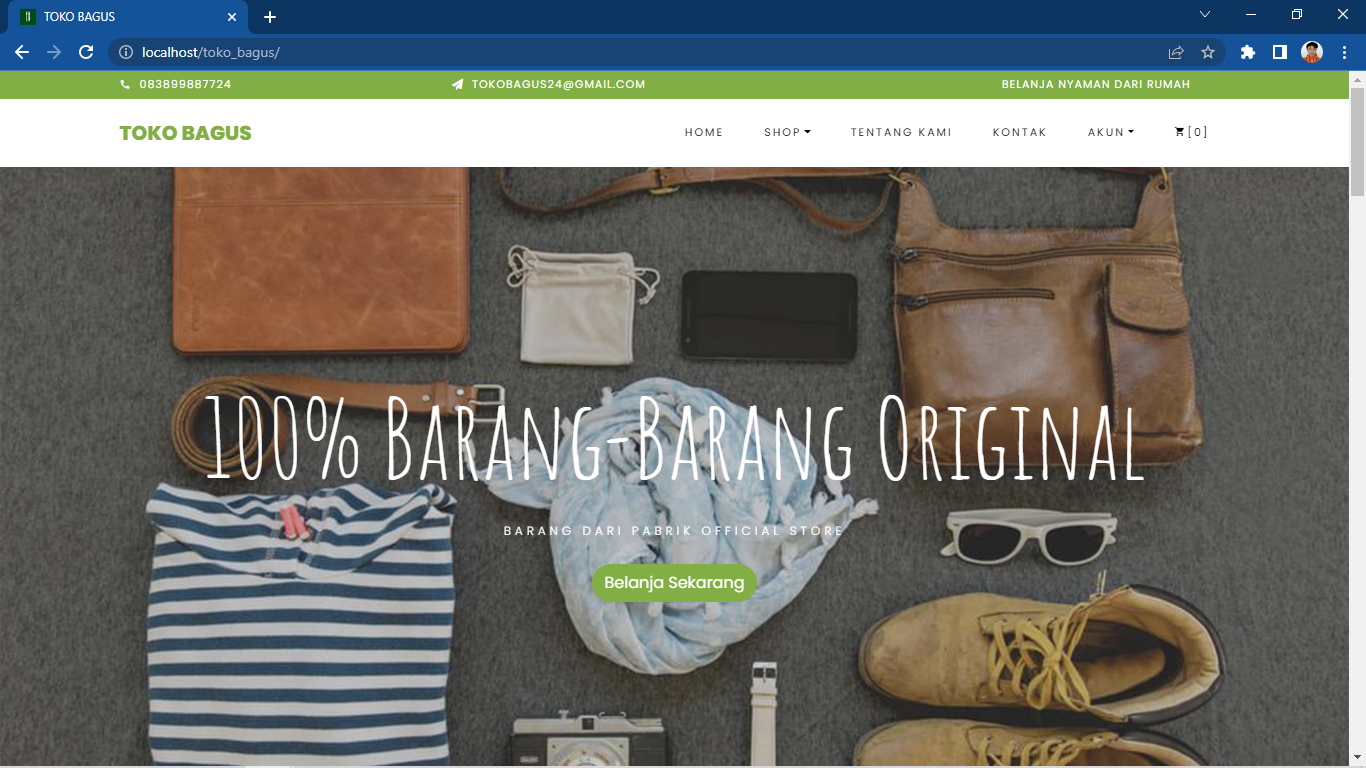 TOKO BAGUS
localhost/toko_bagus/
083899887724 TOKOBAGUS24@GMAIL.COM BELANJA NYAMAN DARI RUMAH
TOKO BAGUS HOME SHOP TENTANG KAMI KONTAK AKUN [0]
100% Barang-Barang Original
BARANG DARI PABRIK OFFICIAL STORE
Belanja Sekarang